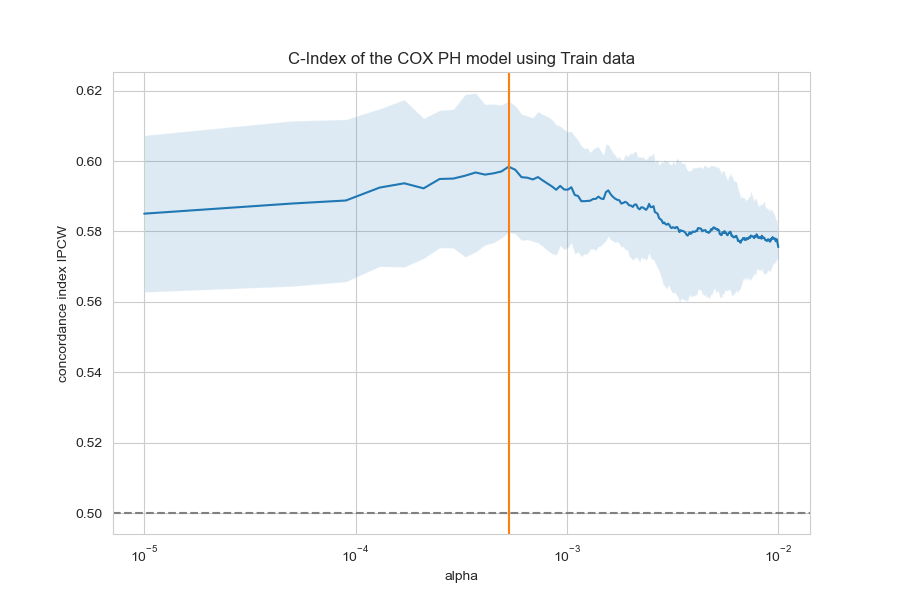 C-Index of the COX PH model using Train data
concordance index IPCW
0.62
0.60
0.58
0.56
0.54
0.52
0.50
10⁻⁵ 10⁻⁴ 10⁻³ 10⁻²
alpha